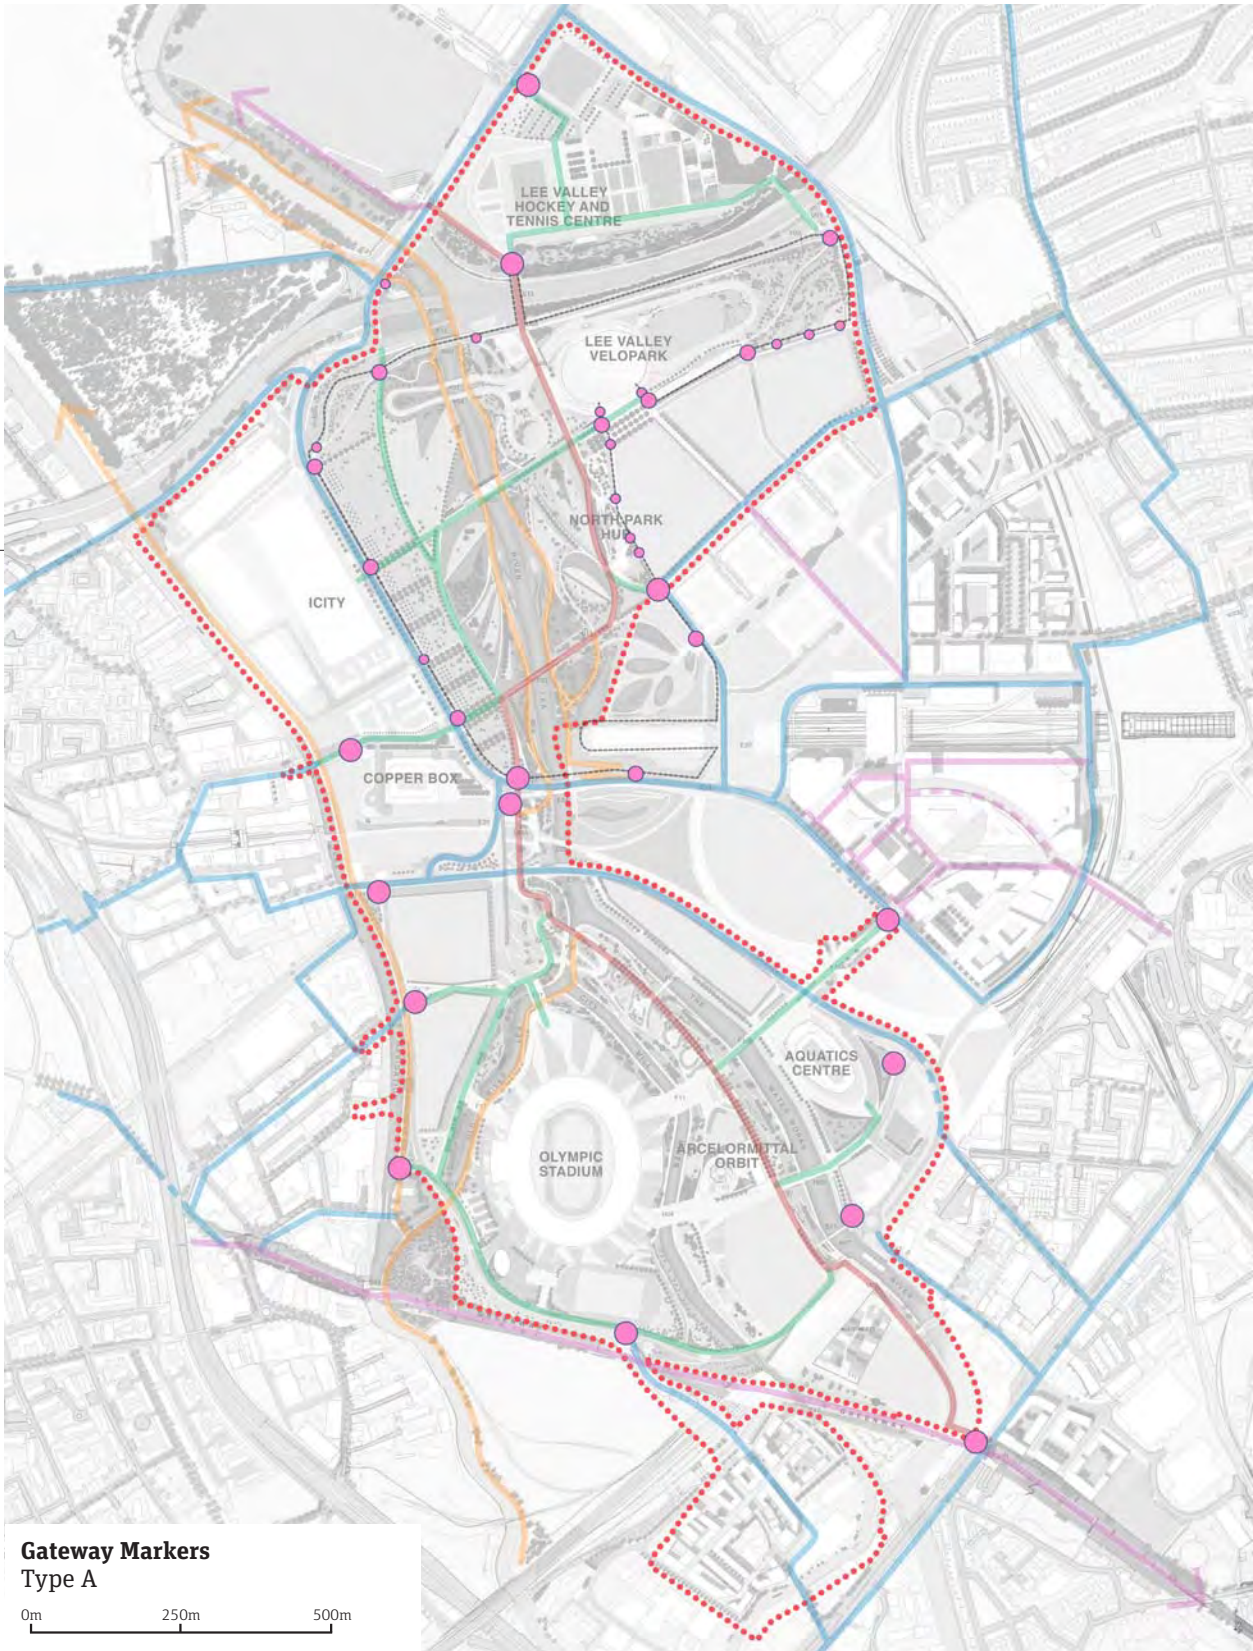 LEE VALLEY
HOCKEY AND
TENNIS CENTRE
LEE VALLEY
VELOPARK
NORTH PARK
HUB
ICITY
COPPER BOX
AQUATICS
CENTRE
ARCELORMITTAL
ORBIT
OLYMPIC
STADIUM
Gateway Markers
Type A
0m 250m 500m